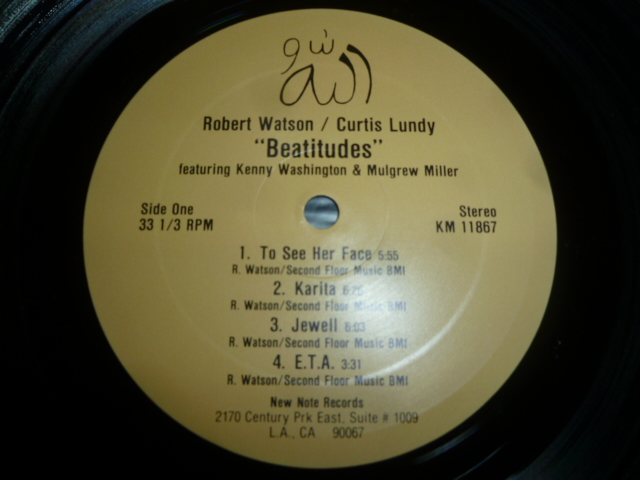 الله
Robert Watson / Curtis Lundy
"Beatitudes"
featuring Kenny Washington & Mulgrew Miller
Side One
33 1/3 RPM
Stereo
KM 11867
1. To See Her Face 5:55
R. Watson/Second Floor Music BMI
2. Karita
R. Watson/Second Floor Music BMI
3. Jewell 6:03
R. Watson/Second Floor Music BMI
4. E.T.A. 3:31
R. Watson/Second Floor Music BMI
New Note Records
2170 Century Prk East, Suite # 1009
L.A., CA 90067